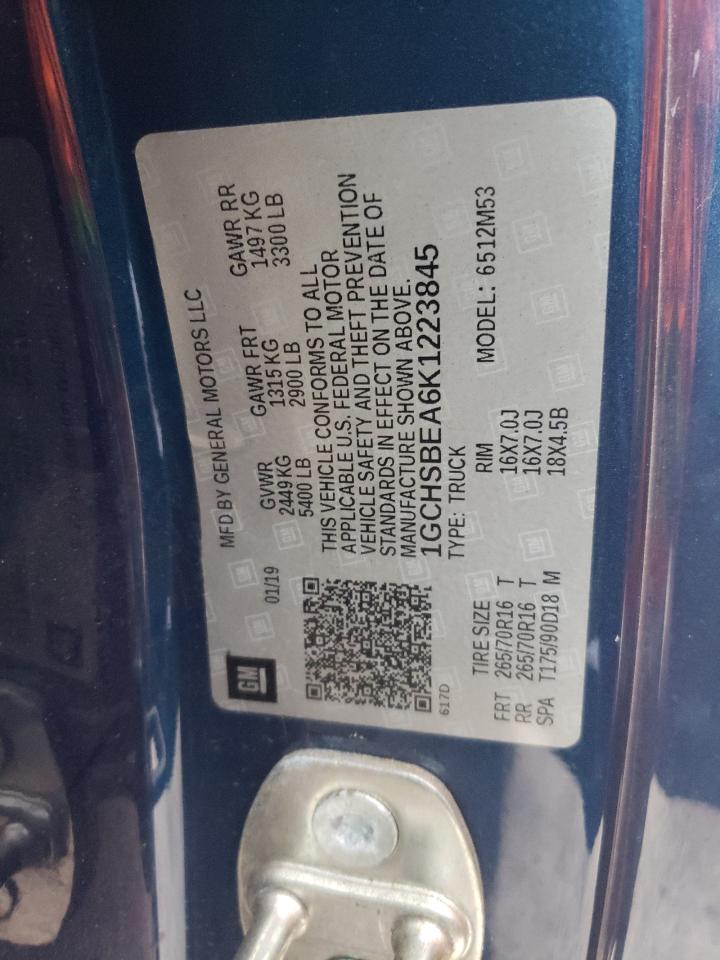 GM
MFD BY GENERAL MOTORS LLC
01/19
GVWR GAWR FRT GAWR RR
2449 KG 1315 KG 1497 KG
5400 LB 2900 LB 3300 LB
THIS VEHICLE CONFORMS TO ALL
APPLICABLE U.S. FEDERAL MOTOR
VEHICLE SAFETY AND THEFT PREVENTION
STANDARDS IN EFFECT ON THE DATE OF
MANUFACTURE SHOWN ABOVE.
1GCHSBEA6K1223845
617D
TYPE: TRUCK MODEL: 6512M53
TIRE SIZE RIM
FRT 265/70R16 T 16X7.0J
RR 265/70R16 T 16X7.0J
SPA T175/90D18 M 18X4.5B